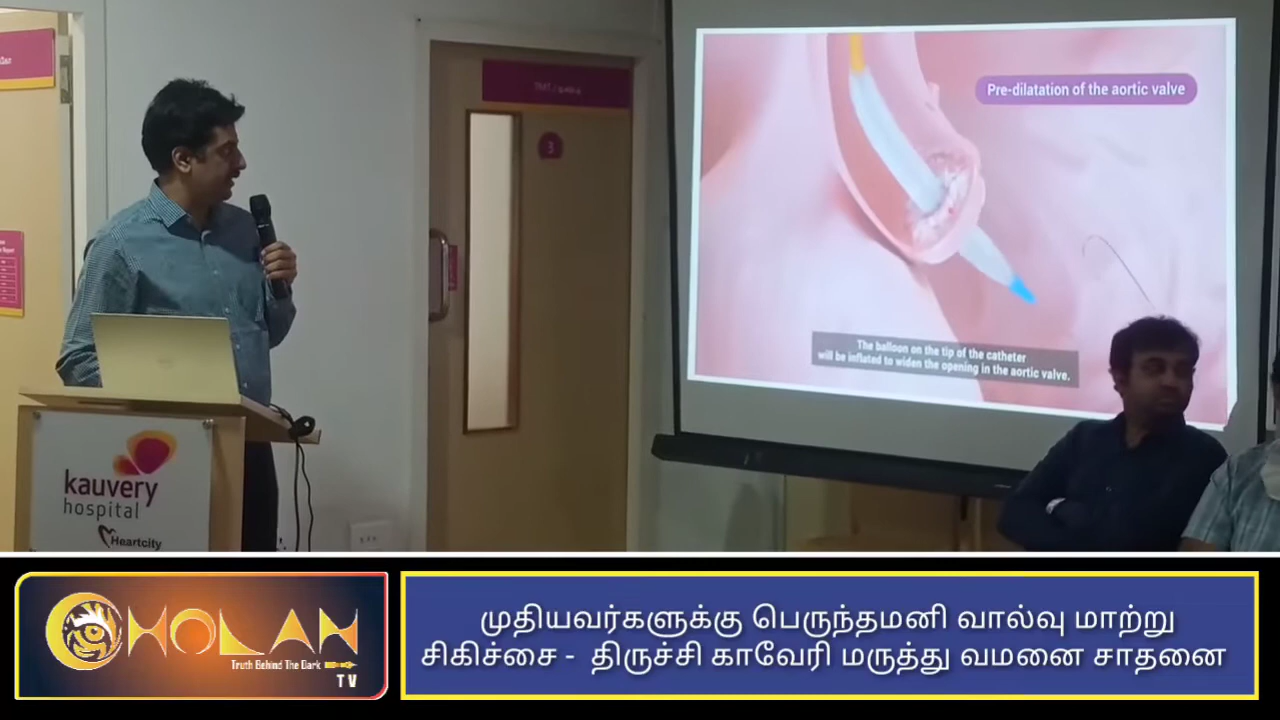 TMT /
3
Pre-dilatation of the aortic valve
The balloon on the tip of the catheter
will be inflated to widen the opening in the aortic valve.
kauvery
hospital
Heartcity
CHOLAN
Truth Behind The Dark
TV
முதியவர்களுக்கு பெருந்தமனி வால்வு மாற்று
சிகிச்சை - திருச்சி காவேரி மருத்து வமனை சாதனை